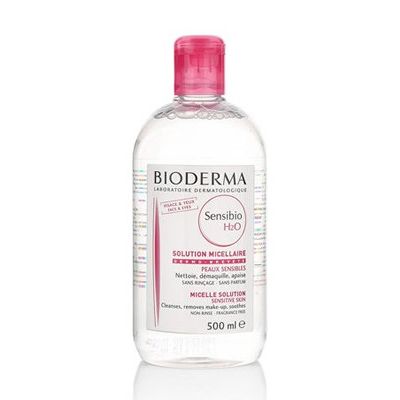 BIODERMA
LABORATOIRE DERMATOLOGIQUE
VISAGE & YEUX
FACE & EYES
Sensibio
H2O
SOLUTION MICELLAIRE
PEAUX SENSIBLES
Nettoie, démaquille, apaise
SANS RINÇAGE - SANS PARFUM
MICELLE SOLUTION
SENSITIVE SKIN
Cleanses, removes make-up, soothes
NON-RINSE - FRAGRANCE FREE
500 ml e